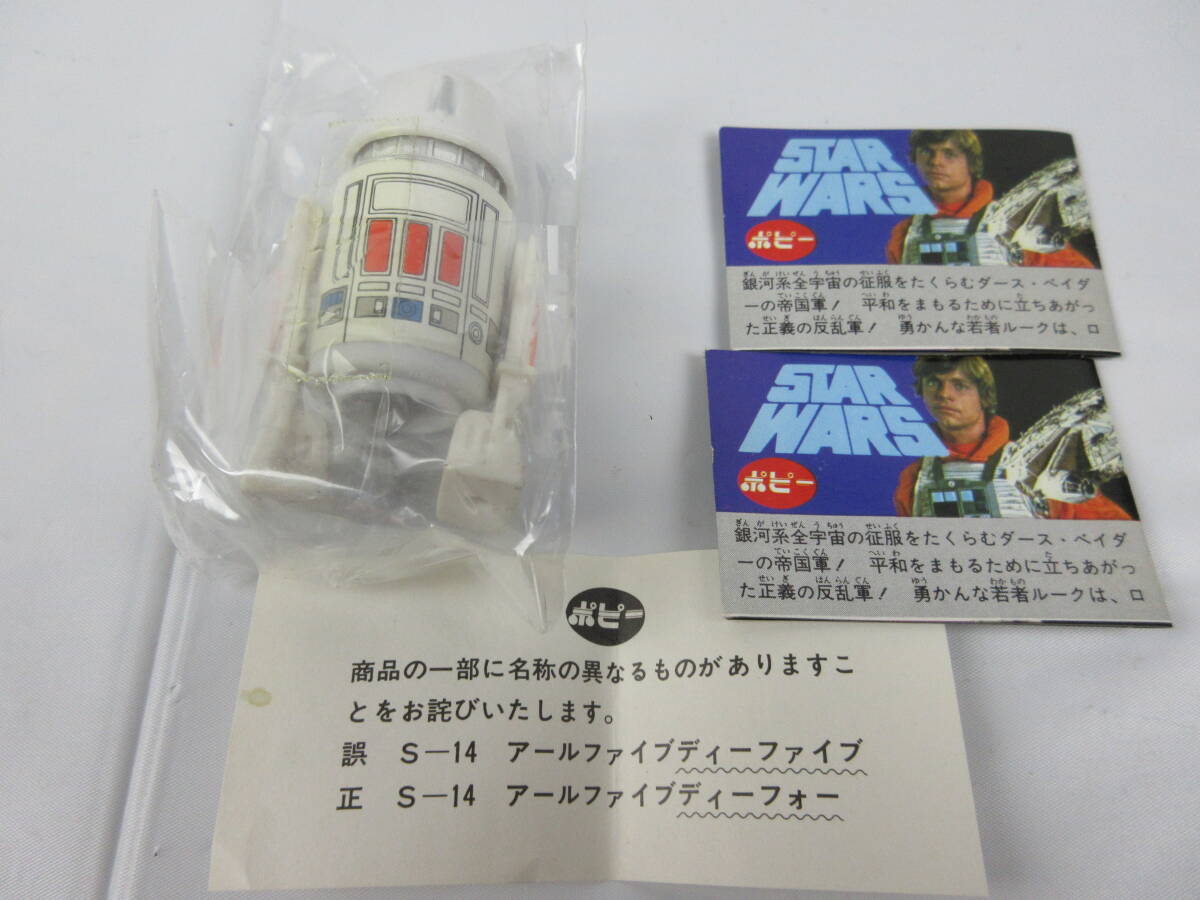 STAR
WARS
ポピー
銀河系全宇宙の征服をたくらむダース・ベイダ
ーの帝国軍！　平和をまもるために立ちあがっ
た正義の反乱軍！　勇かんな若者ルークは、ロ
STAR
WARS
ポピー
銀河系全宇宙の征服をたくらむダース・ベイダ
ーの帝国軍！　平和をまもるために立ちあがっ
た正義の反乱軍！　勇かんな若者ルークは、ロ
ポピー
商品の一部に名称の異なるものがありますこ
とをお詫びいたします。
誤　S—14　アールファイブディーファイブ
正　S—14　アールファイブディーフォー